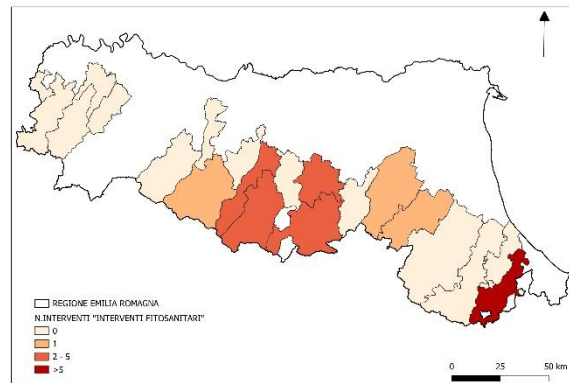 REGIONE EMILIA ROMAGNA
N.INTERVENTI "INTERVENTI FITOSANITARI"
0
1
2 - 5
>5
0 25 50 km